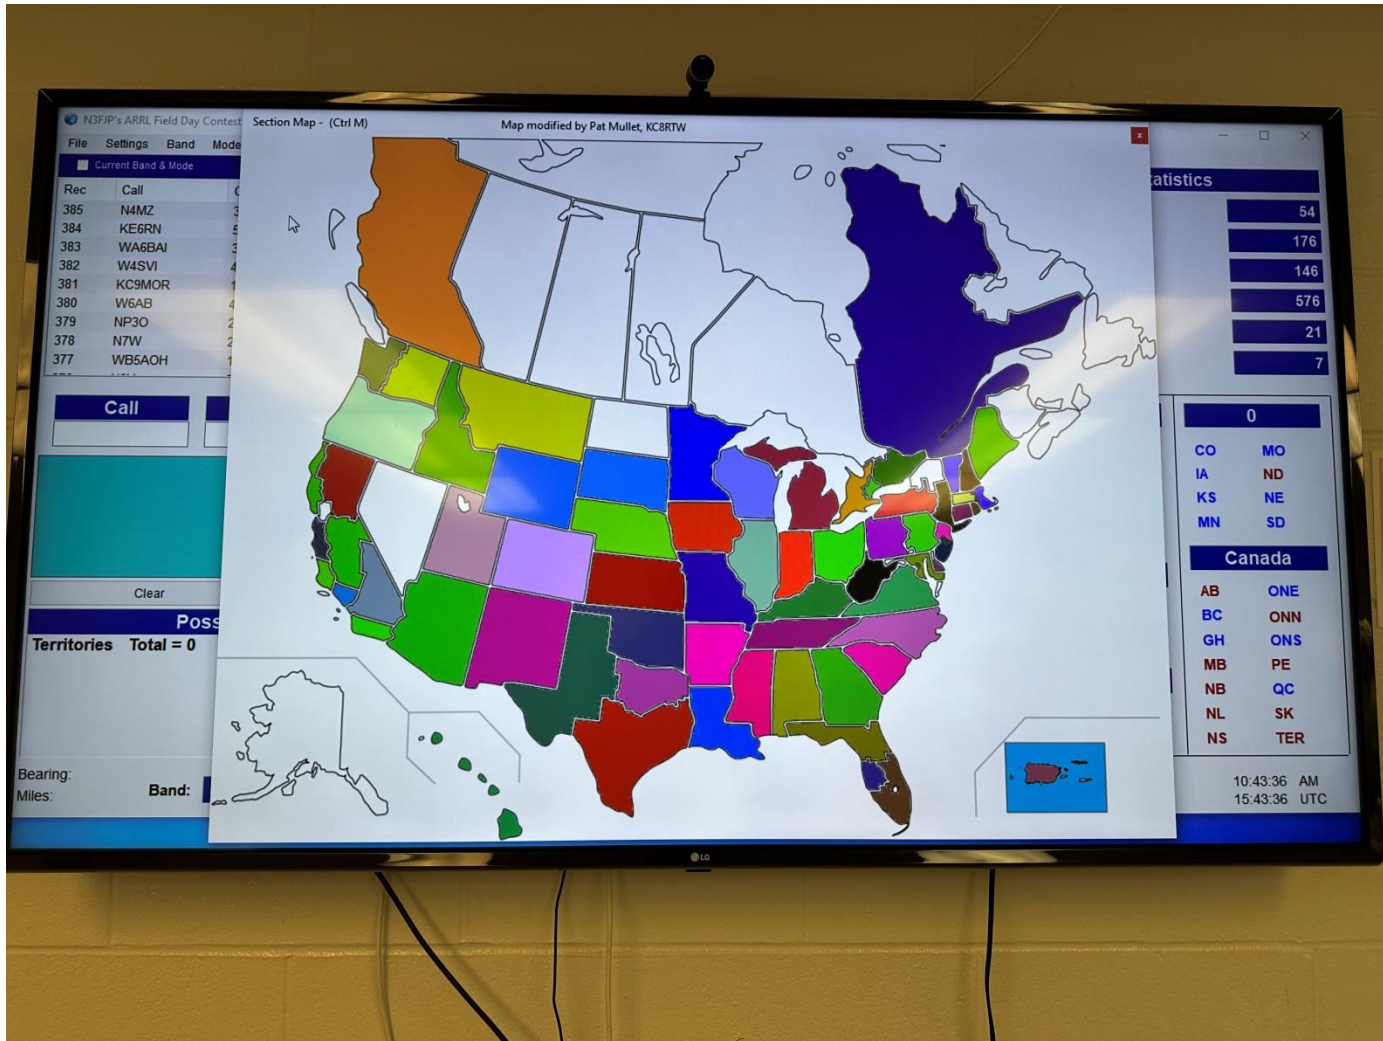 N3FJP's ARRL Field Day Contest
Section Map - (Ctrl M)
Map modified by Pat Mullet, KC8RTW
x
File Settings Band Mode
Current Band & Mode
Rec Call
385 N4MZ
384 KE6RN
383 WA6BAI
382 W4SVI
381 KC9MOR
380 W6AB
379 NP3O
378 N7W
377 WB5AOH
Call
Clear
Poss
Territories Total = 0
Bearing:
Miles:
Band:
tatistics
54
176
146
576
21
7
0
CO MO
IA ND
KS NE
MN SD
Canada
AB ONE
BC ONN
GH ONS
MB PE
NB QC
NL SK
NS TER
10:43:36 AM
15:43:36 UTC
LG